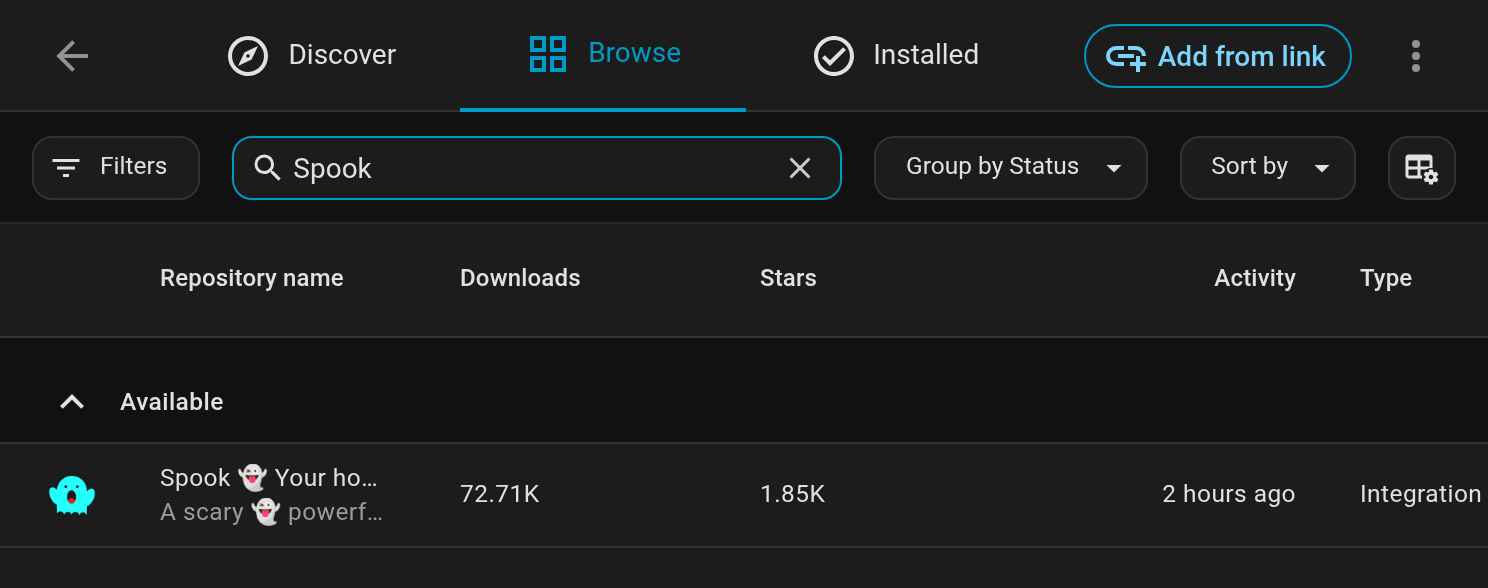 Discover
Browse
Installed
Add from link
Filters
Spook
Group by Status
Sort by
Repository name Downloads Stars Activity Type
Available
Spook 👻 Your ho…
A scary 👻 powerf…
72.71K 1.85K 2 hours ago Integration